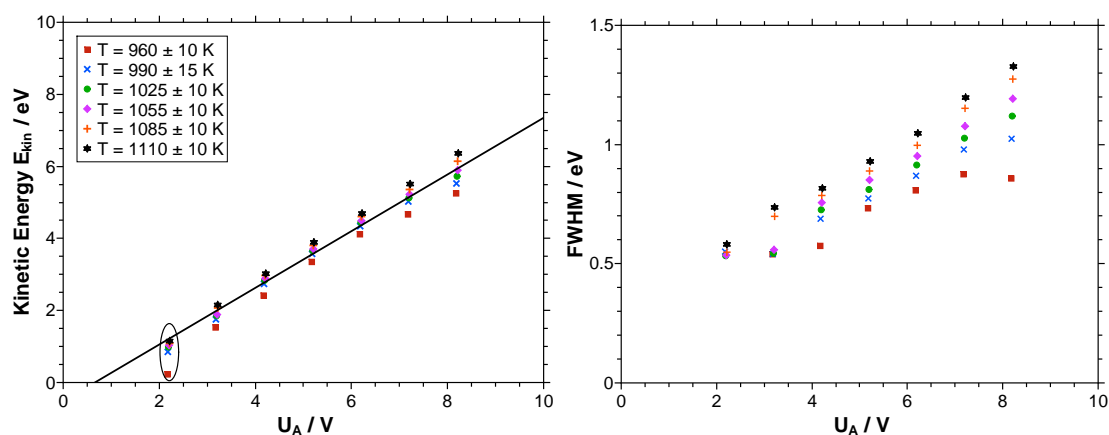 10
8
6
4
2
0
Kinetic Energy Ekin / eV
T = 960 ± 10 K
T = 990 ± 15 K
T = 1025 ± 10 K
T = 1055 ± 10 K
T = 1085 ± 10 K
T = 1110 ± 10 K
0 2 4 6 8 10
UA / V
1.5
1
0.5
0
FWHM / eV
0 2 4 6 8 10
UA / V